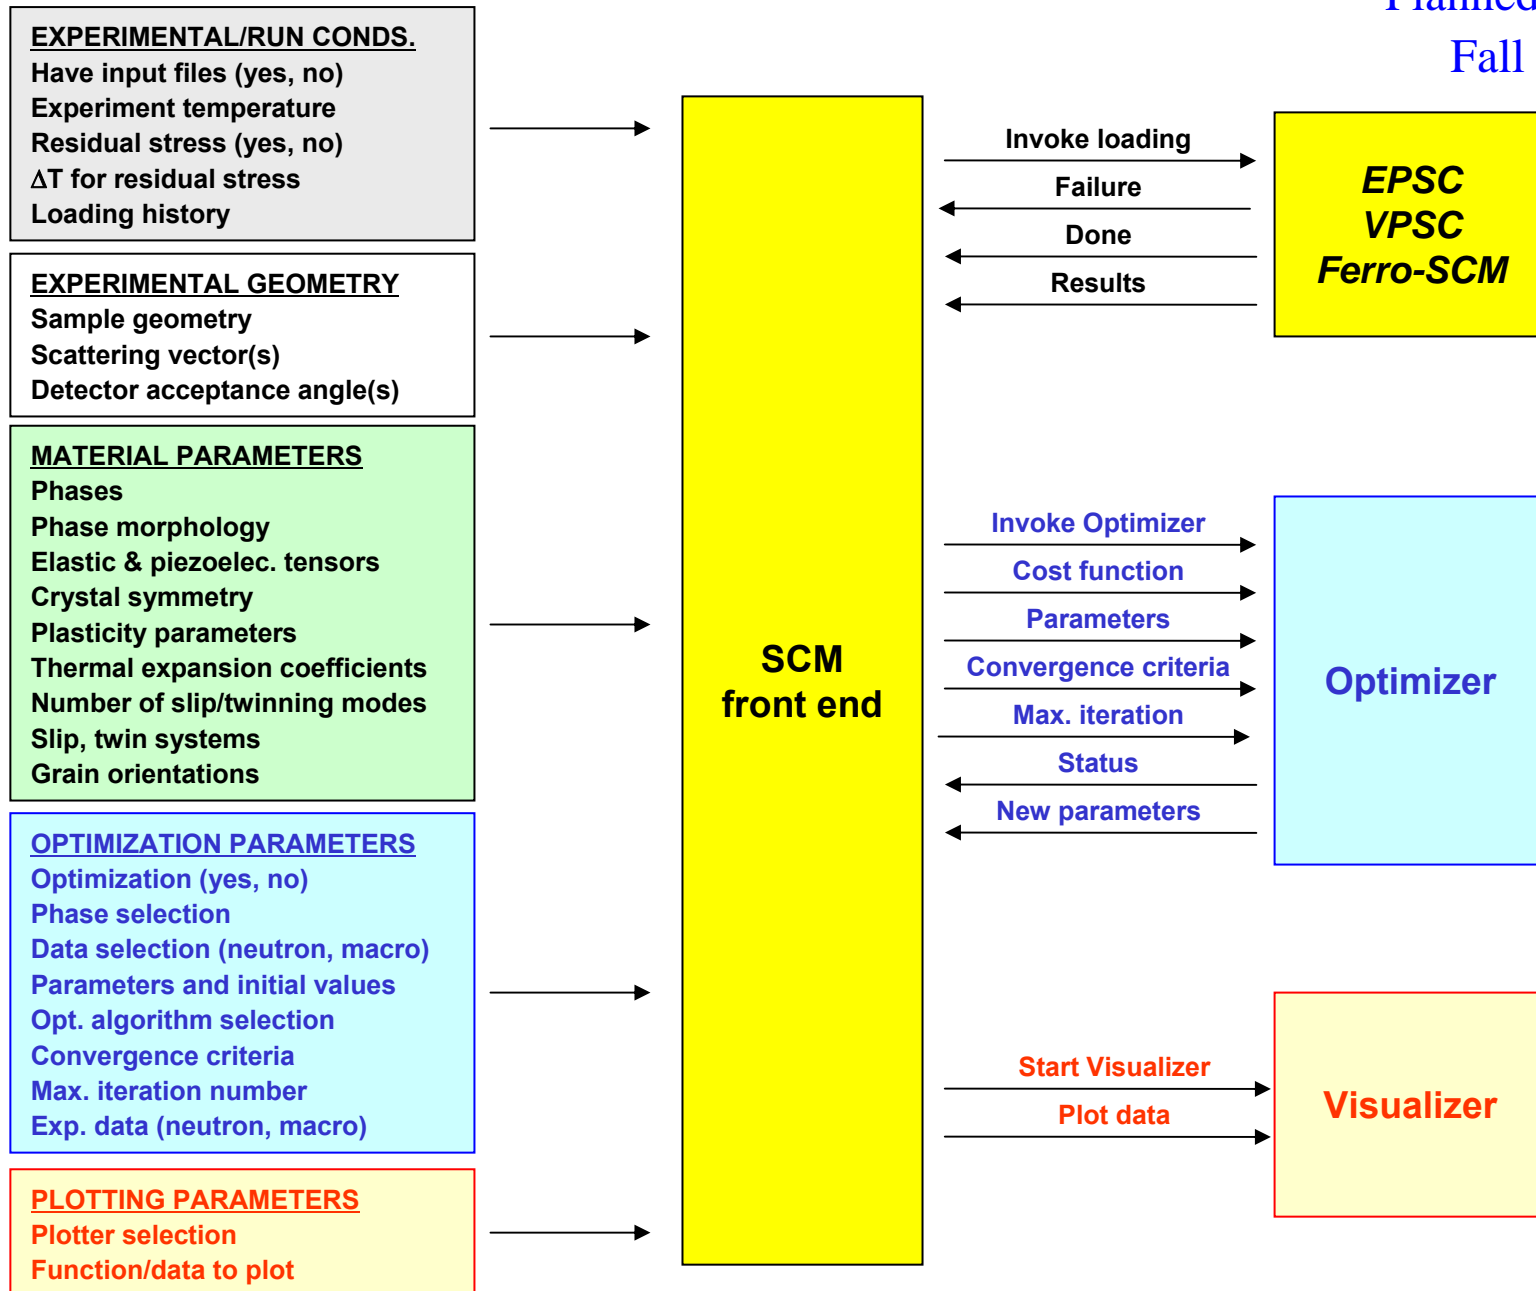 Planned
Fall
EXPERIMENTAL/RUN CONDS.
Have input files (yes, no)
Experiment temperature
Residual stress (yes, no)
ΔT for residual stress
Loading history
EXPERIMENTAL GEOMETRY
Sample geometry
Scattering vector(s)
Detector acceptance angle(s)
MATERIAL PARAMETERS
Phases
Phase morphology
Elastic & piezoelec. tensors
Crystal symmetry
Plasticity parameters
Thermal expansion coefficients
Number of slip/twinning modes
Slip, twin systems
Grain orientations
OPTIMIZATION PARAMETERS
Optimization (yes, no)
Phase selection
Data selection (neutron, macro)
Parameters and initial values
Opt. algorithm selection
Convergence criteria
Max. iteration number
Exp. data (neutron, macro)
PLOTTING PARAMETERS
Plotter selection
Function/data to plot
SCM
front end
Invoke loading
Failure
Done
Results
EPSC
VPSC
Ferro-SCM
Invoke Optimizer
Cost function
Parameters
Convergence criteria
Max. iteration
Status
New parameters
Optimizer
Start Visualizer
Plot data
Visualizer